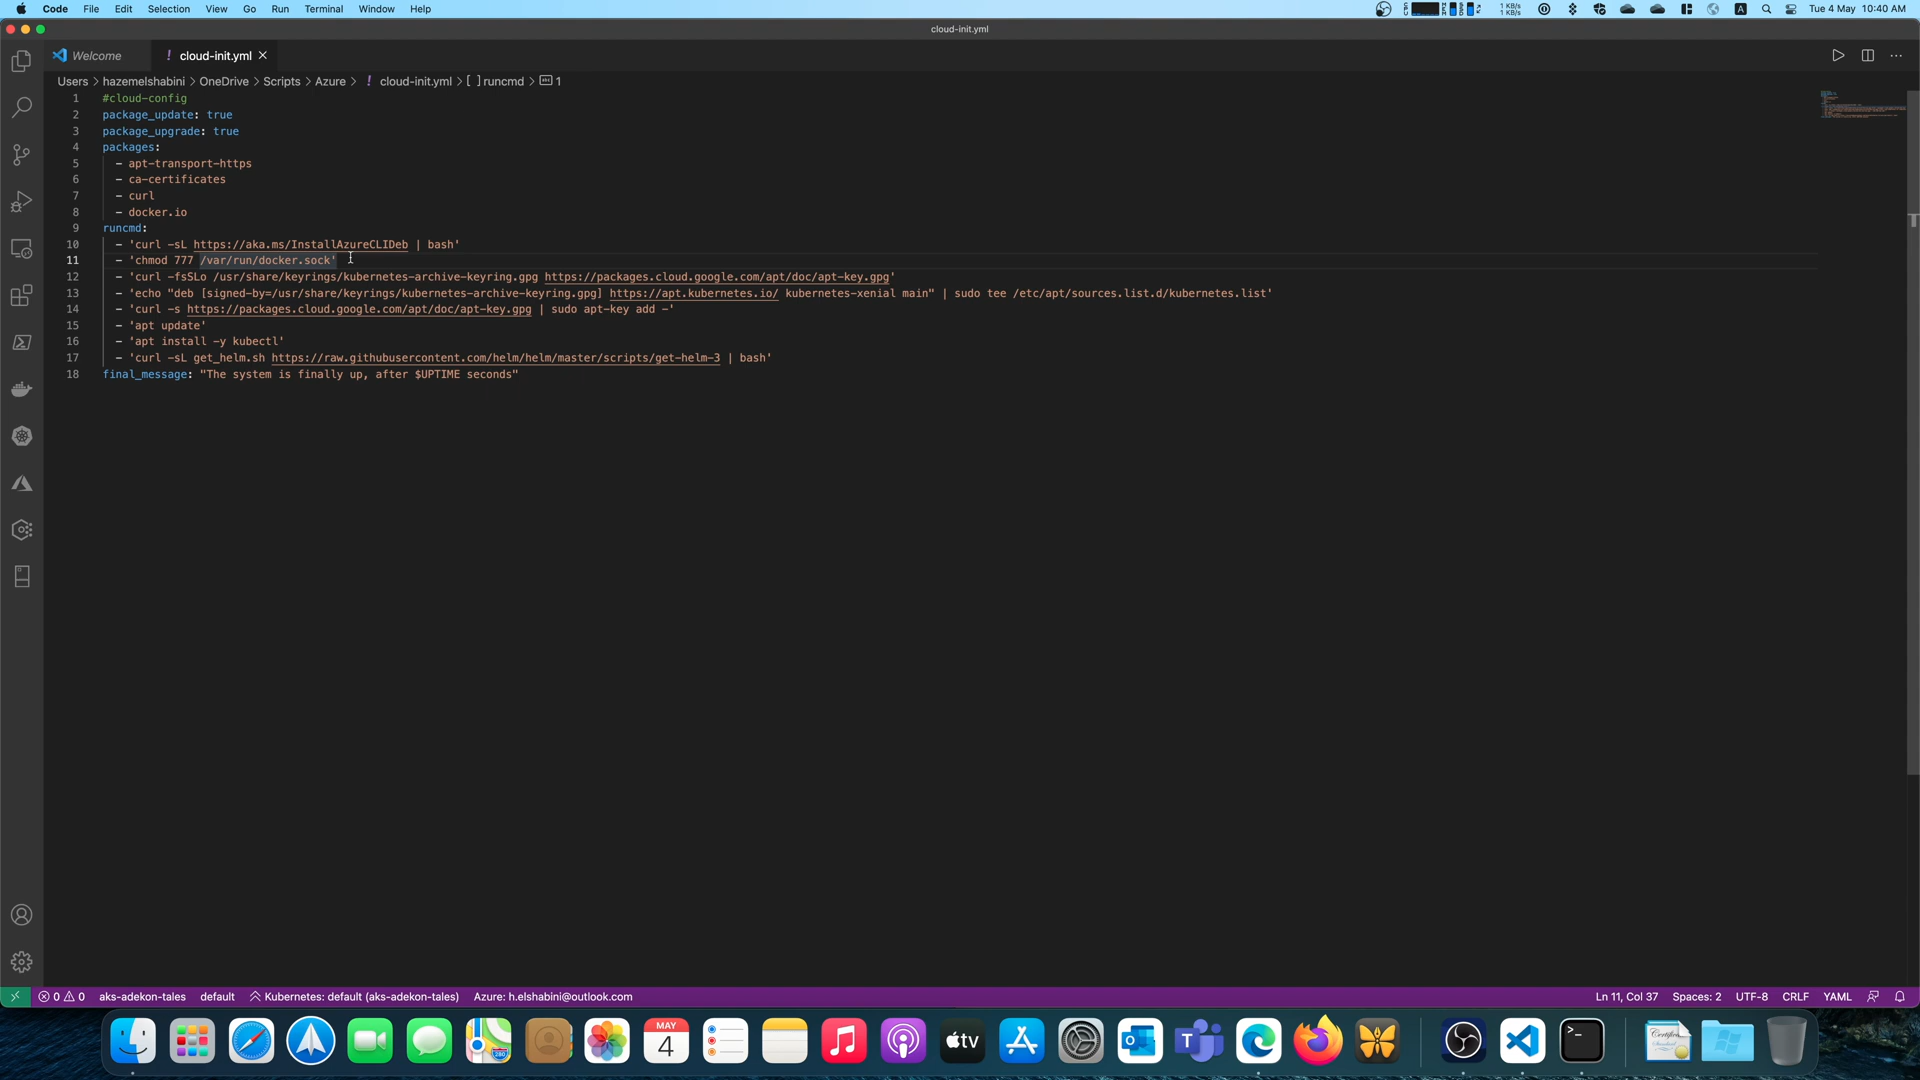 Code File Edit Selection View Go Run Terminal Window Help
1 KB/s
1 KB/s
A
Tue 4 May 10:40 AM
cloud-init.yml
Welcome
! cloud-init.yml
Users > hazemelshabini > OneDrive > Scripts > Azure > ! cloud-init.yml > [ ] runcmd > 1
1 #cloud-config
2 package_update: true
3 package_upgrade: true
4 packages:
5 - apt-transport-https
6 - ca-certificates
7 - curl
8 - docker.io
9 runcmd:
10 - 'curl -sL https://aka.ms/InstallAzureCLIDeb | bash'
11 - 'chmod 777 /var/run/docker.sock'
12 - 'curl -fsSLo /usr/share/keyrings/kubernetes-archive-keyring.gpg https://packages.cloud.google.com/apt/doc/apt-key.gpg'
13 - 'echo "deb [signed-by=/usr/share/keyrings/kubernetes-archive-keyring.gpg] https://apt.kubernetes.io/ kubernetes-xenial main" | sudo tee /etc/apt/sources.list.d/kubernetes.list'
14 - 'curl -s https://packages.cloud.google.com/apt/doc/apt-key.gpg | sudo apt-key add -'
15 - 'apt update'
16 - 'apt install -y kubectl'
17 - 'curl -sL get_helm.sh https://raw.githubusercontent.com/helm/helm/master/scripts/get-helm-3 | bash'
18 final_message: "The system is finally up, after $UPTIME seconds"
0 0 aks-adekon-tales default Kubernetes: default (aks-adekon-tales) Azure: h.elshabini@outlook.com
Ln 11, Col 37 Spaces: 2 UTF-8 CRLF YAML
MAY
4
280
tv